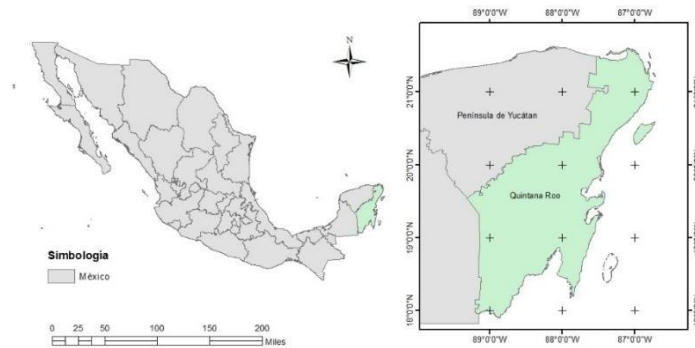 N
Simbología
México
0 25 50 100 150 200
Miles
89°0'0"W 88°0'0"W 87°0'0"W
21°0'0"N
20°0'0"N
19°0'0"N
18°0'0"N
Península de Yucátan
Quintana Roo
89°0'0"W 88°0'0"W 87°0'0"W